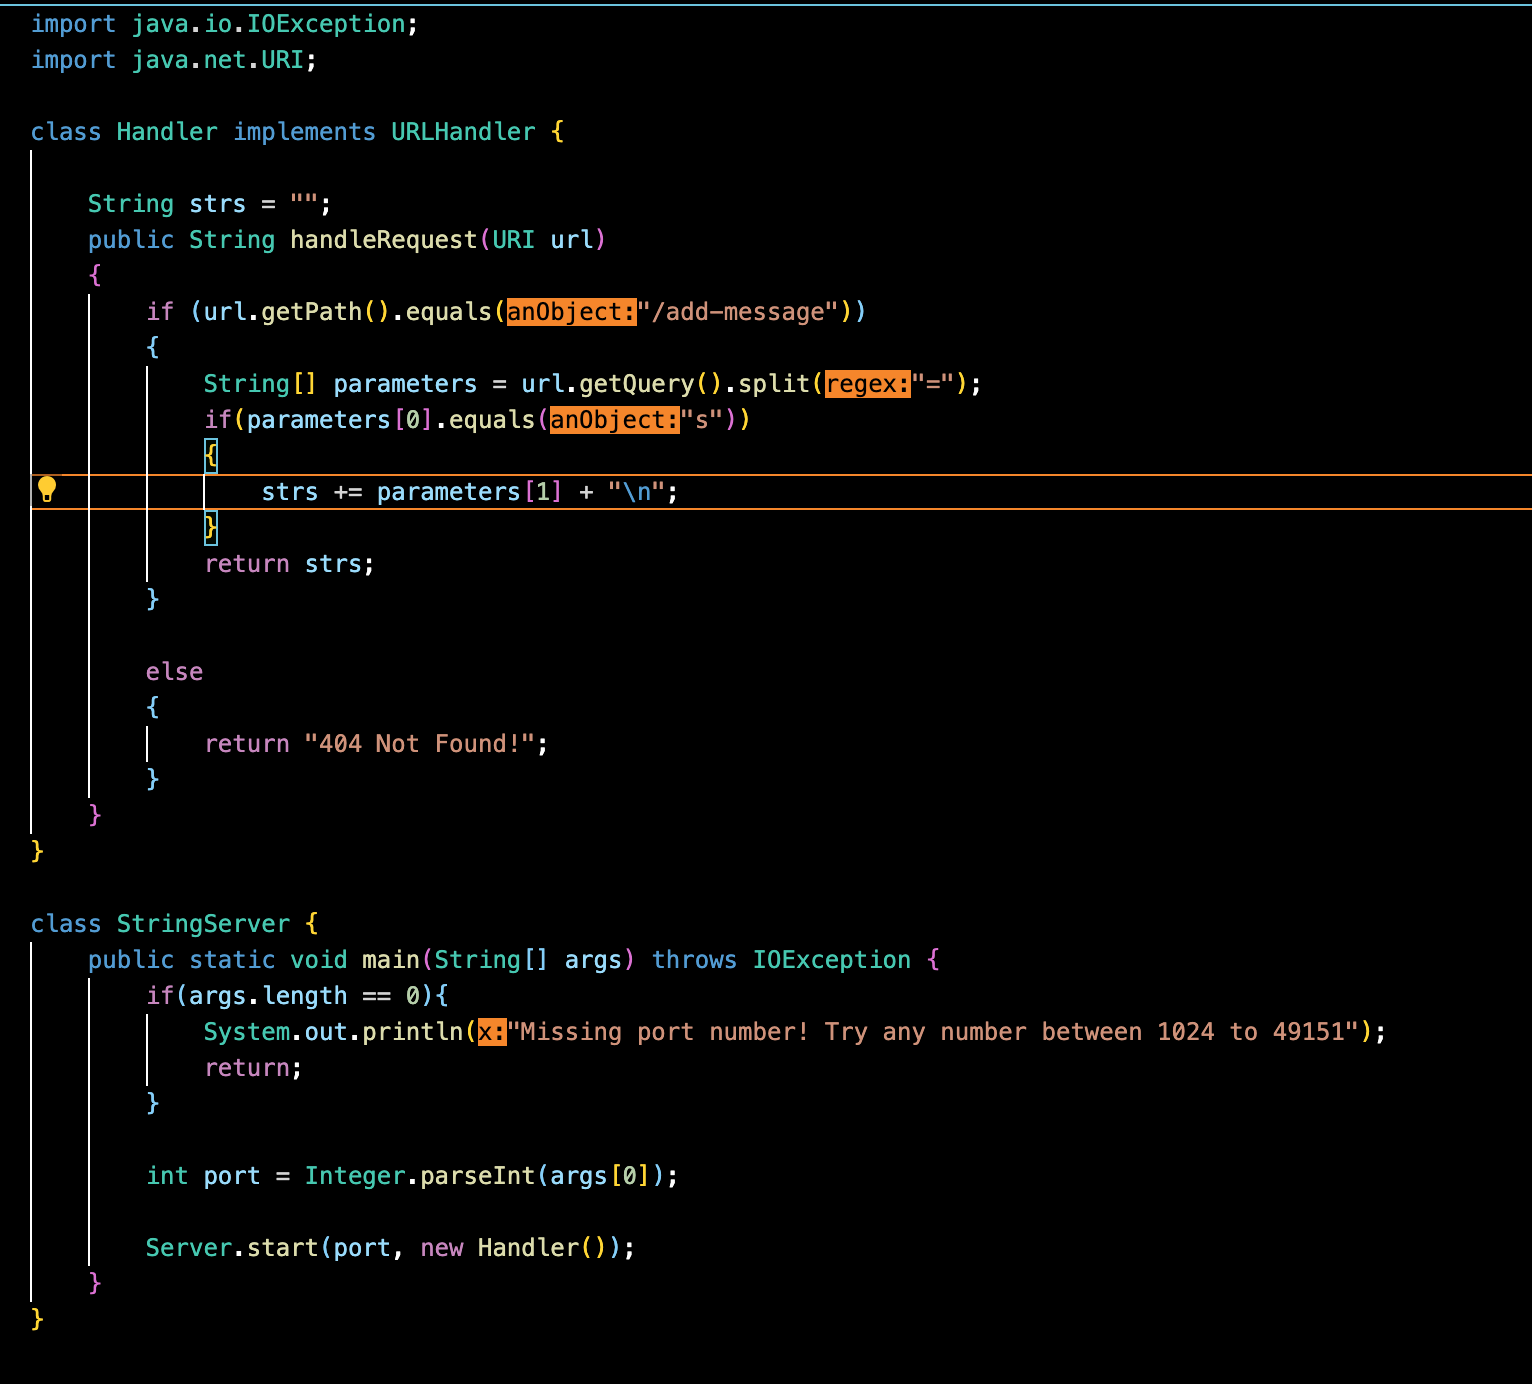 import java.io.IOException;
import java.net.URI;

class Handler implements URLHandler {

    String strs = "";
    public String handleRequest(URI url)
    {
        if (url.getPath().equals(anObject:"/add-message"))
        {
            String[] parameters = url.getQuery().split(regex:"=");
            if(parameters[0].equals(anObject:"s"))
            {
                strs += parameters[1] + "\n";
            }
            return strs;
        }

        else
        {
            return "404 Not Found!";
        }
    }
}

class StringServer {
    public static void main(String[] args) throws IOException {
        if(args.length == 0){
            System.out.println(x:"Missing port number! Try any number between 1024 to 49151");
            return;
        }

        int port = Integer.parseInt(args[0]);

        Server.start(port, new Handler());
    }
}